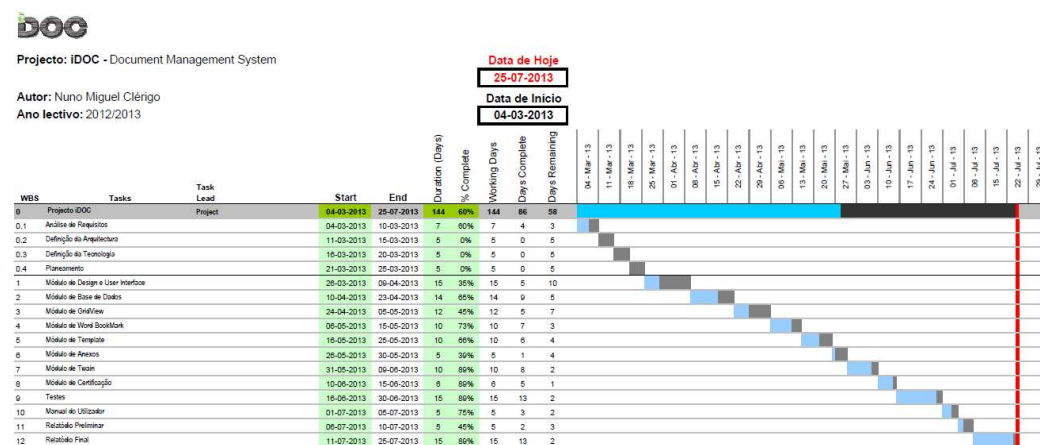 iDOC
Projecto: iDOC - Document Management System
Data de Hoje
25-07-2013
Autor: Nuno Miguel Clérigo
Data de Início
Ano lectivo: 2012/2013
04-03-2013
WBS Tasks Task Lead Start End Duration (Days) % Complete Working Days Days Complete Days Remaining 04 - Mar - 13 11 - Mar - 13 18 - Mar - 13 25 - Mar - 13 01 - Abr - 13 08 - Abr - 13 15 - Abr - 13 22 - Abr - 13 29 - Abr - 13 06 - Mai - 13 13 - Mai - 13 20 - Mai - 13 27 - Mai - 13 03 - Jun - 13 10 - Jun - 13 17 - Jun - 13 24 - Jun - 13 01 - Jul - 13 08 - Jul - 13 15 - Jul - 13 22 - Jul - 13 29 - Jul - 13
0 Projecto iDOC Project 04-03-2013 25-07-2013 144 60% 144 86 58
0.1 Análise de Requisitos 04-03-2013 10-03-2013 7 60% 7 4 3
0.2 Definição da Arquitectura 11-03-2013 15-03-2013 5 0% 5 0 5
0.3 Definição da Tecnologia 16-03-2013 20-03-2013 5 0% 5 0 5
0.4 Planeamento 21-03-2013 25-03-2013 5 0% 5 0 5
1 Módulo de Design e User Interface 26-03-2013 09-04-2013 15 35% 15 5 10
2 Módulo de Base de Dados 10-04-2013 23-04-2013 14 65% 14 9 5
3 Módulo de GridView 24-04-2013 05-05-2013 12 45% 12 5 7
4 Módulo de Word BookMark 06-05-2013 15-05-2013 10 73% 10 7 3
5 Módulo de Template 16-05-2013 25-05-2013 10 66% 10 6 4
6 Módulo de Anexos 26-05-2013 30-05-2013 5 39% 5 1 4
7 Módulo de Twain 31-05-2013 09-06-2013 10 89% 10 8 2
8 Módulo de Certificação 10-06-2013 15-06-2013 6 89% 6 5 1
9 Testes 16-06-2013 30-06-2013 15 89% 15 13 2
10 Manual do Utilizador 01-07-2013 05-07-2013 5 75% 5 3 2
11 Relatório Preliminar 06-07-2013 10-07-2013 5 45% 5 2 3
12 Relatório Final 11-07-2013 25-07-2013 15 89% 15 13 2